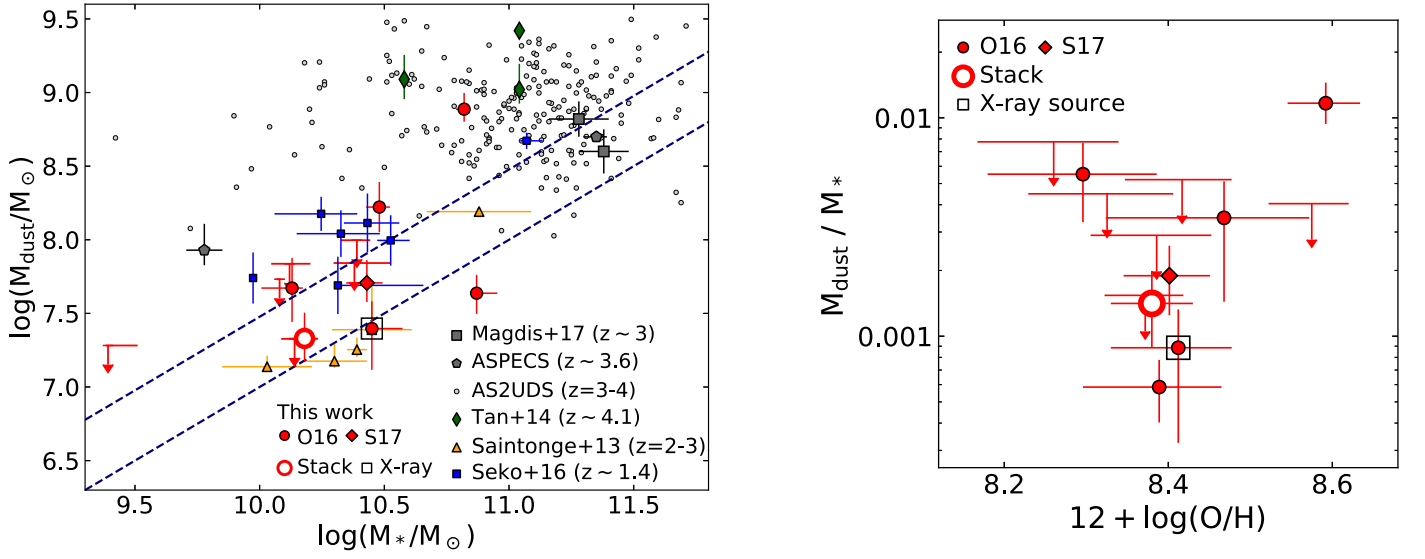 9.5
9.0
8.5
8.0
7.5
7.0
6.5
log(M_dust/M_⊙)
9.5 10.0 10.5 11.0 11.5
log(M_*/M_⊙)
This work
O16 S17
Stack X-ray
Magdis+17 (z ~ 3)
ASPECS (z ~ 3.6)
AS2UDS (z=3-4)
Tan+14 (z ~ 4.1)
Saintonge+13 (z=2-3)
Seko+16 (z ~ 1.4)
O16 S17
Stack
X-ray source
0.01
0.001
M_dust / M_*
8.2 8.4 8.6
12 + log(O/H)